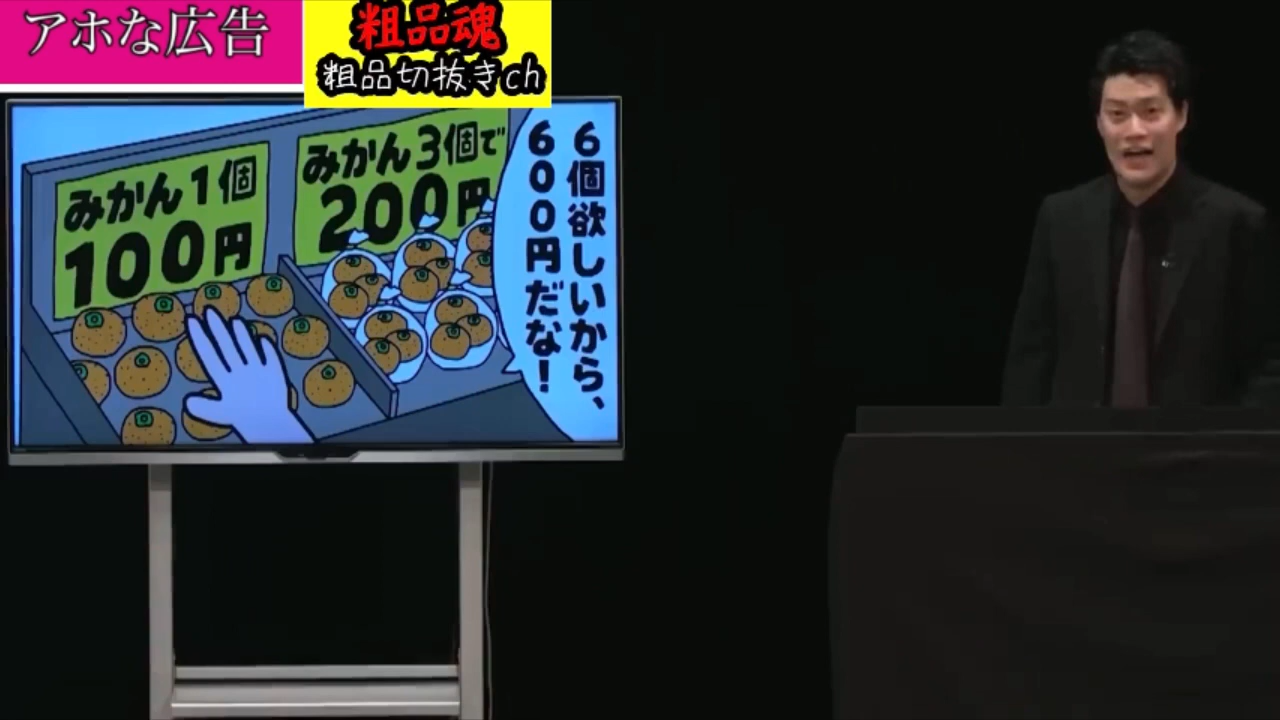 アホな広告
粗品魂
粗品切抜きch
みかん1個
100円
みかん3個で
200円
6個欲しいから、
600円だな!